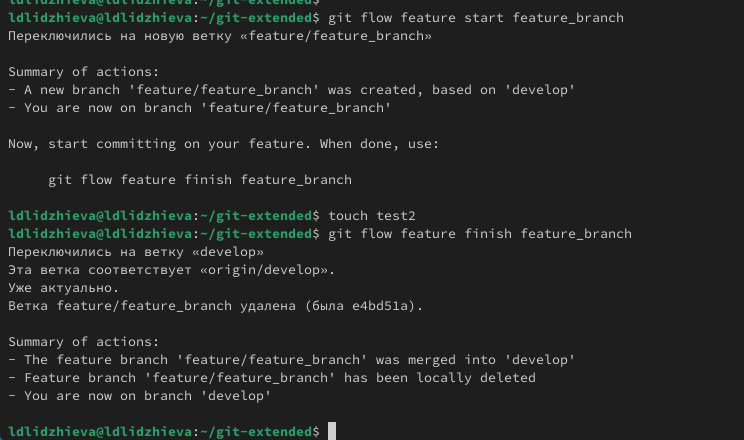 ldlidzhieva@ldlidzhieva:~/git-extended$
ldlidzhieva@ldlidzhieva:~/git-extended$ git flow feature start feature_branch
Переключились на новую ветку «feature/feature_branch»
Summary of actions:
- A new branch 'feature/feature_branch' was created, based on 'develop'
- You are now on branch 'feature/feature_branch'
Now, start committing on your feature. When done, use:
git flow feature finish feature_branch
ldlidzhieva@ldlidzhieva:~/git-extended$ touch test2
ldlidzhieva@ldlidzhieva:~/git-extended$ git flow feature finish feature_branch
Переключились на ветку «develop»
Эта ветка соответствует «origin/develop».
Уже актуально.
Ветка feature/feature_branch удалена (была e4bd51a).
Summary of actions:
- The feature branch 'feature/feature_branch' was merged into 'develop'
- Feature branch 'feature/feature_branch' has been locally deleted
- You are now on branch 'develop'
ldlidzhieva@ldlidzhieva:~/git-extended$